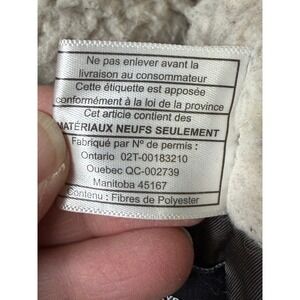 Ne pas enlever avant la
livraison au consommateur
Cette étiquette est apposée
conformément à la loi de la province
Cet article contient des
MATÉRIAUX NEUFS SEULEMENT
Fabriqué par Nº de permis :
Ontario 02T-00183210
Quebec QC-002739
Manitoba 45167
Contenu : Fibres de Polyester